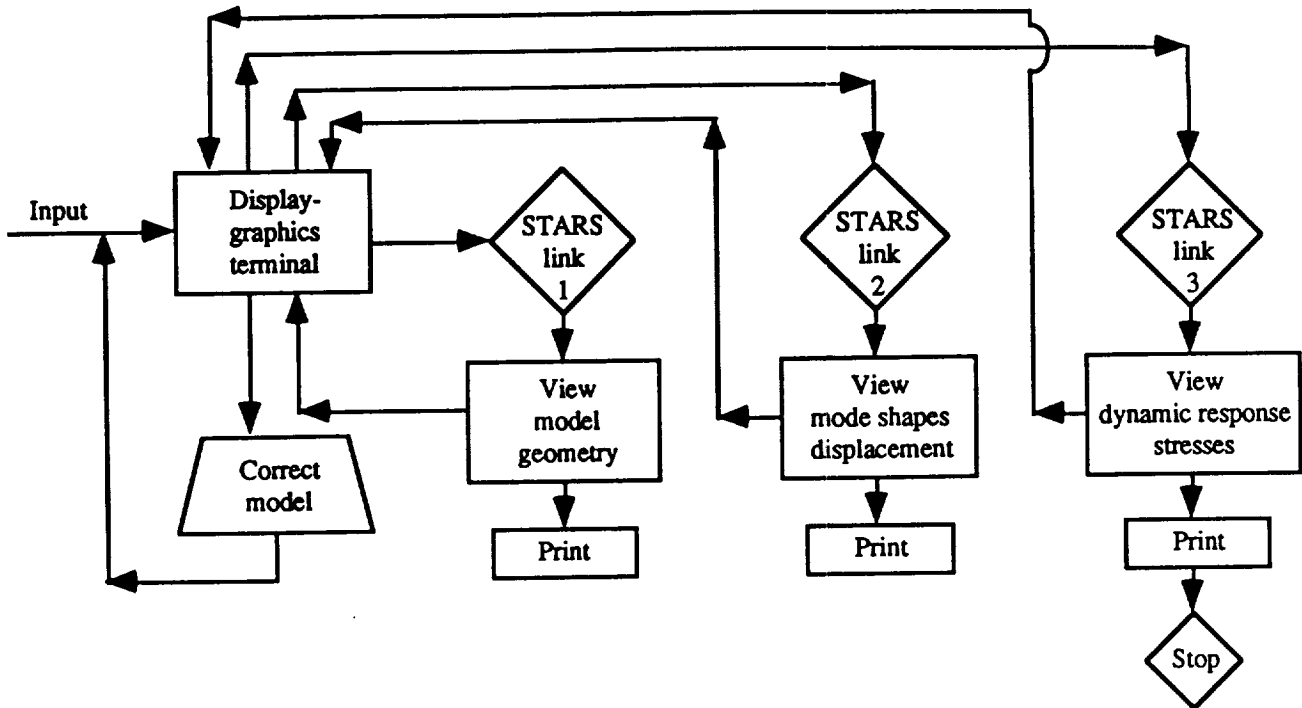 Input
Display-
graphics
terminal
STARS
link
1
STARS
link
2
STARS
link
3
View
model
geometry
View
mode shapes
displacement
View
dynamic response
stresses
Correct
model
Print
Print
Print
Stop